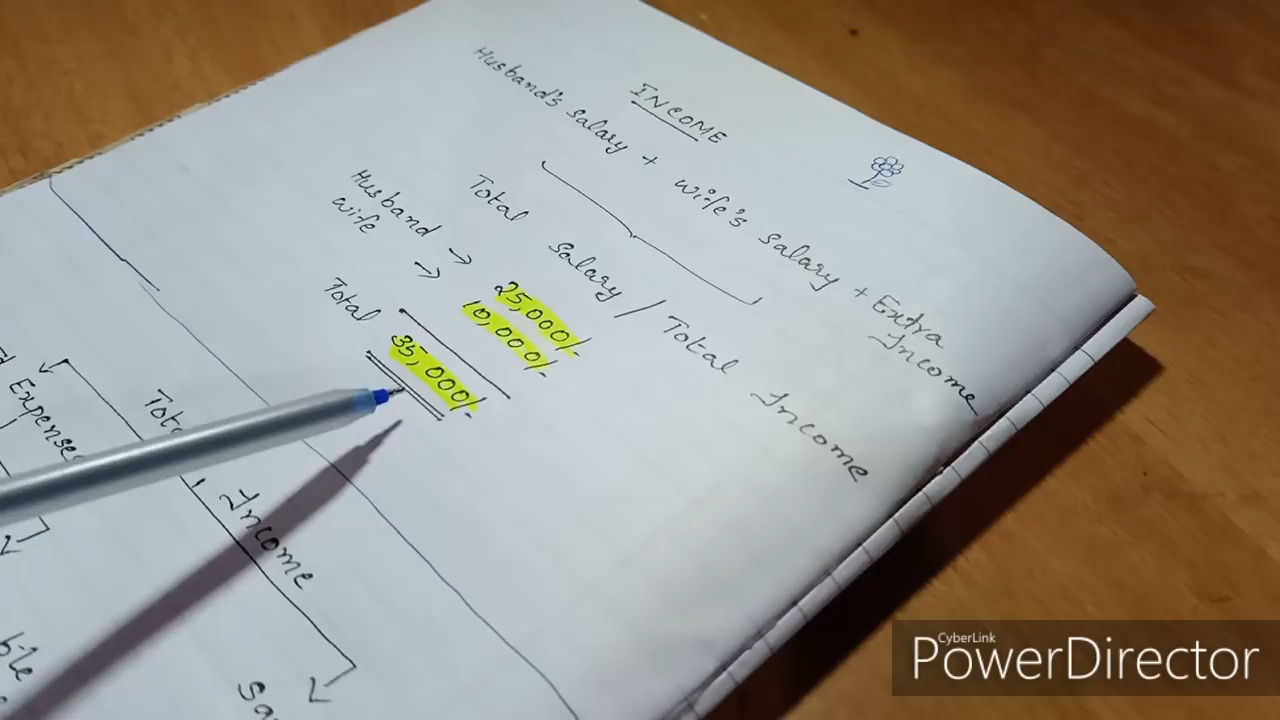 INCOME
Husband's salary + wife's salary + Extra Income
Total salary / Total Income
Husband → 25,000/-
wife → 10,000/-
Total 35,000/-
Total Income
Expenses
CyberLink
PowerDirector